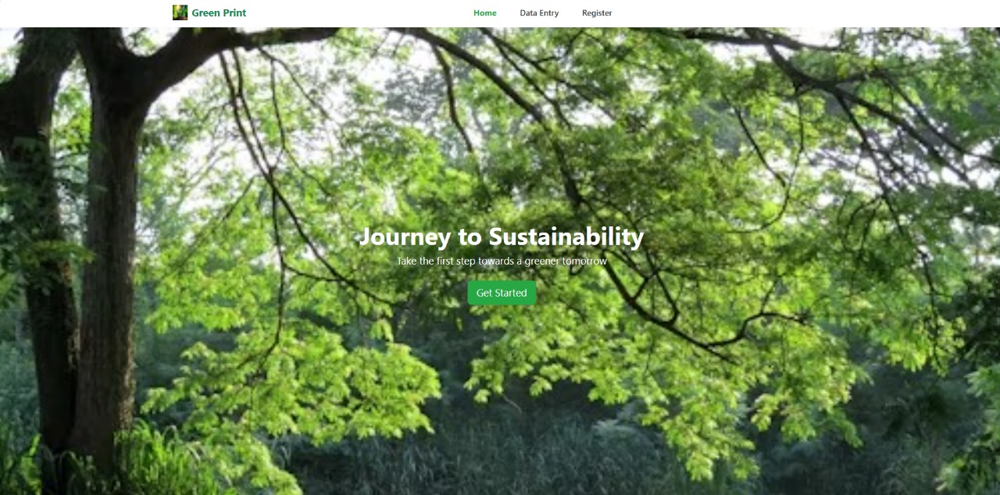 Green Print
Home
Data Entry
Register
Journey to Sustainability
Take the first step towards a greener tomorrow
Get Started